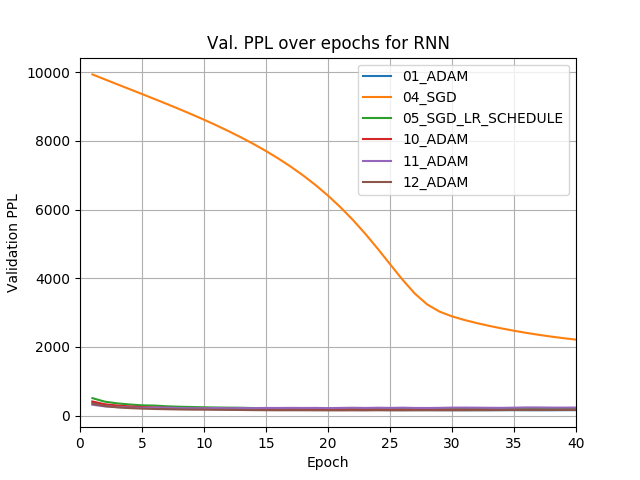 Val. PPL over epochs for RNN
01_ADAM
04_SGD
05_SGD_LR_SCHEDULE
10_ADAM
11_ADAM
12_ADAM
Validation PPL
10000
8000
6000
4000
2000
0
0 5 10 15 20 25 30 35 40
Epoch